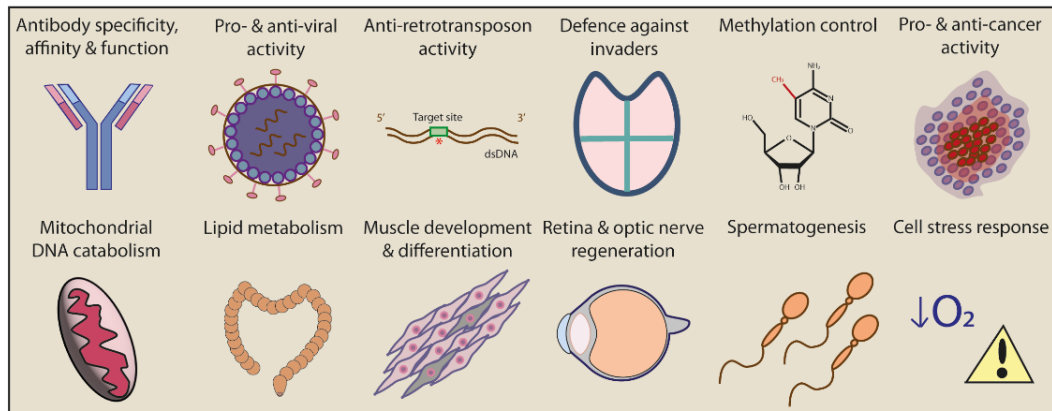 Antibody specificity,
affinity & function
Pro- & anti-viral
activity
Anti-retrotransposon
activity
Defence against
invaders
Methylation control
Pro- & anti-cancer
activity
5′
Target site
3′
*
dsDNA
CH₃
NH₂
N
HO
N
O
O
OH
OH
Mitochondrial
DNA catabolism
Lipid metabolism
Muscle development
& differentiation
Retina & optic nerve
regeneration
Spermatogenesis
Cell stress response
↓O₂
!